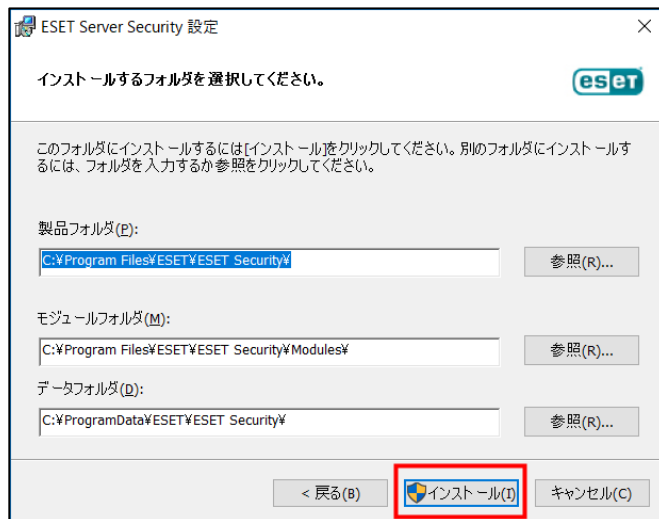 ESET Server Security 設定
インストールするフォルダを選択してください。
eset
このフォルダにインストールするには[インストール]をクリックしてください。別のフォルダにインストールす
るには、フォルダを入力するか参照をクリックしてください。
製品フォルダ(P):
C:¥Program Files¥ESET¥ESET Security¥
参照(R)...
モジュールフォルダ(M):
C:¥Program Files¥ESET¥ESET Security¥Modules¥
参照(R)...
データフォルダ(D):
C:¥ProgramData¥ESET¥ESET Security¥
参照(R)...
< 戻る(B)
インストール(I)
キャンセル(C)